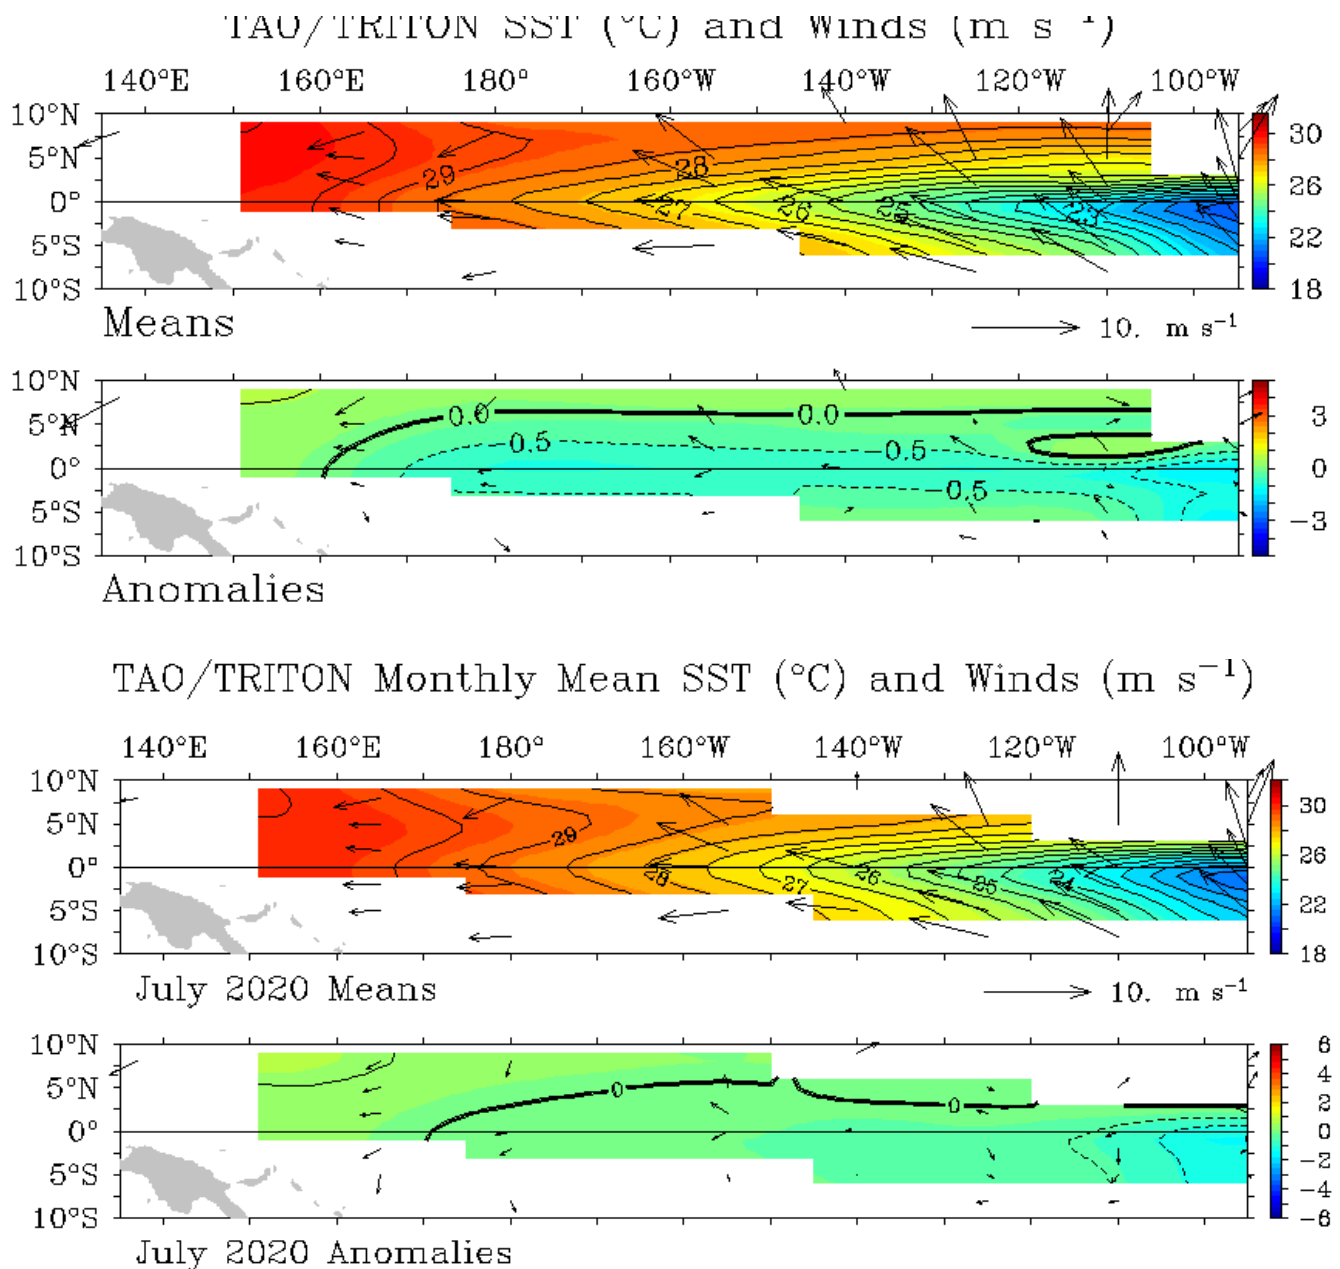 TAO/TRITON SST (°C) and Winds (m s⁻¹)
140°E 160°E 180° 160°W 140°W 120°W 100°W
10°N
5°N
0°
5°S
10°S
29 28 27 26 25 23
30
26
22
18
Means
10. m s⁻¹
10°N
5°N
0°
5°S
10°S
0.0 0.0
-0.5 -0.5
-0.5
3
0
-3
Anomalies
TAO/TRITON Monthly Mean SST (°C) and Winds (m s⁻¹)
140°E 160°E 180° 160°W 140°W 120°W 100°W
10°N
5°N
0°
5°S
10°S
29 28 27 26 25 24
30
26
22
18
July 2020 Means
10. m s⁻¹
10°N
5°N
0°
5°S
10°S
0 0
6
4
2
0
-2
-4
-6
July 2020 Anomalies